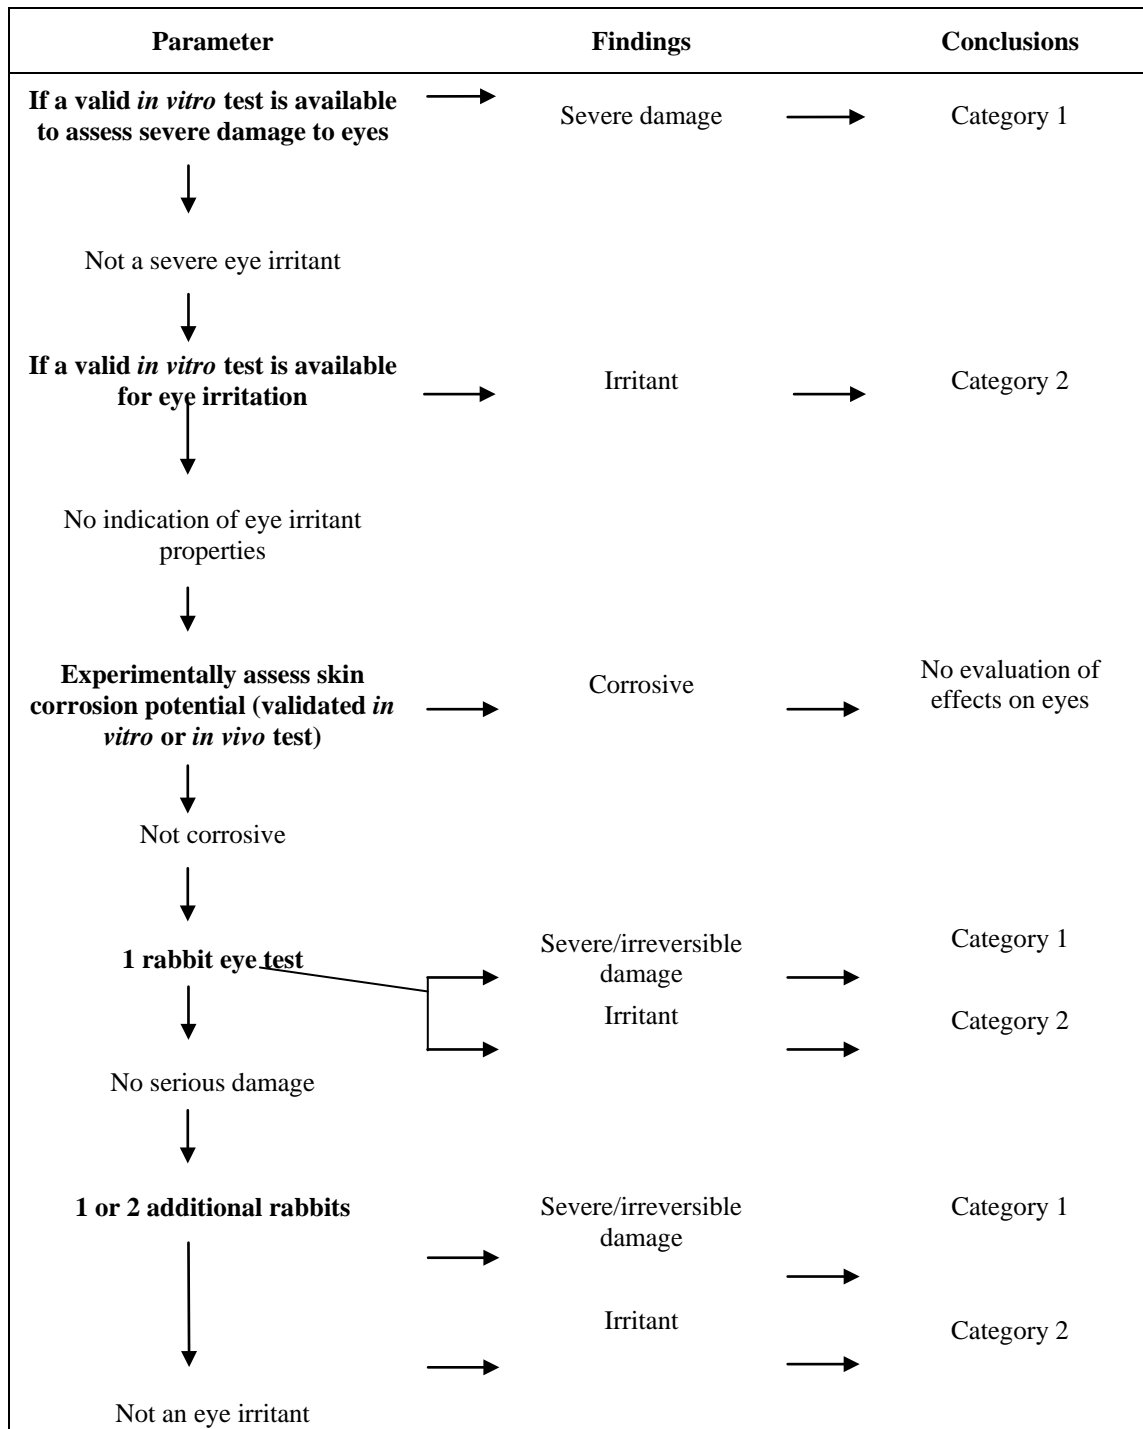 Parameter Findings Conclusions
If a valid in vitro test is available
to assess severe damage to eyes
Severe damage
Category 1
Not a severe eye irritant
If a valid in vitro test is available
for eye irritation
Irritant
Category 2
No indication of eye irritant
properties
Experimentally assess skin
corrosion potential (validated in
vitro or in vivo test)
Corrosive
No evaluation of
effects on eyes
Not corrosive
1 rabbit eye test
Severe/irreversible
damage
Category 1
Irritant
Category 2
No serious damage
1 or 2 additional rabbits
Severe/irreversible
damage
Category 1
Irritant
Category 2
Not an eye irritant